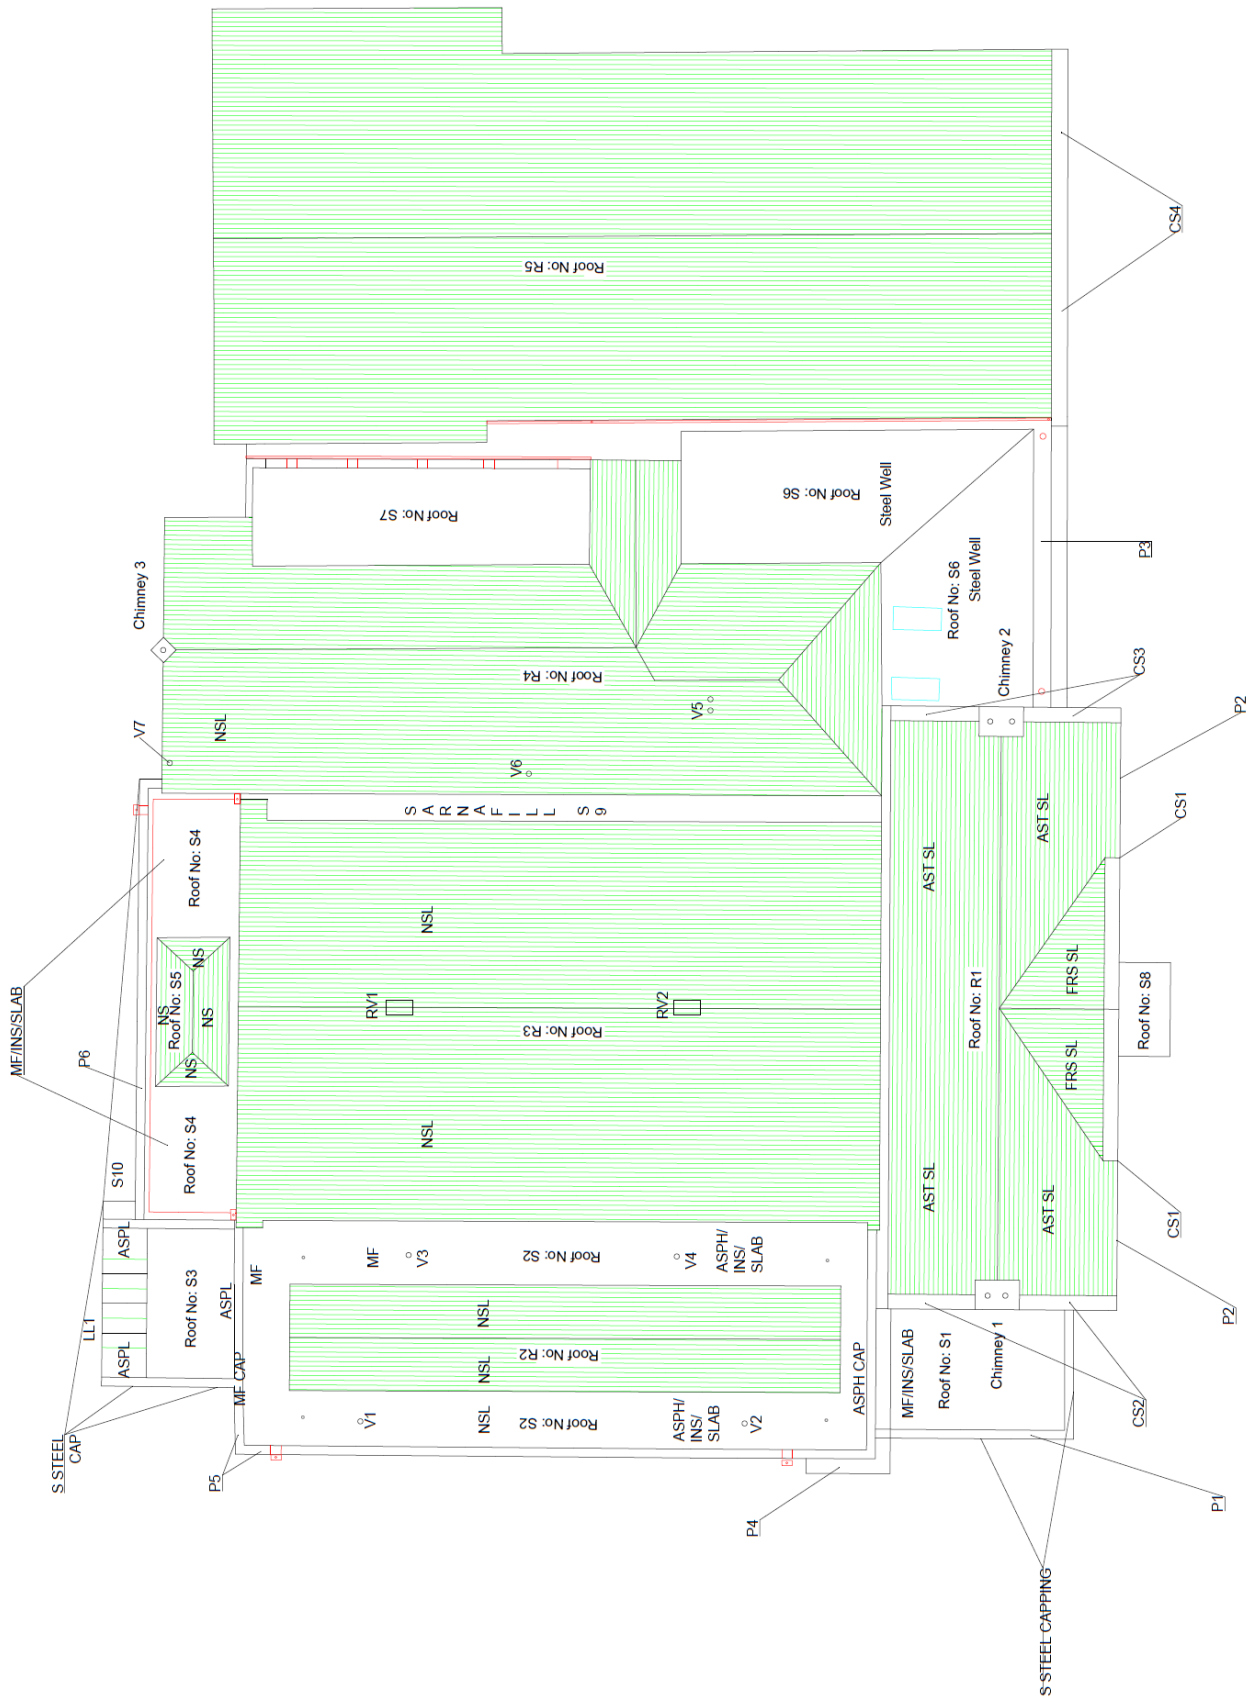 CS4
Roof No: R5
Roof No: S7
Roof No: S6
Steel Well
Roof No: S6
Steel Well
P3
Chimney 3
Roof No: R4
V7
NSL
V5
V6
Chimney 2
CS3
P2
SARNAFILL S9
CS1
MF/INS/SLAB
Roof No: S4
NS
NS
Roof No: S5
NS
NS
P6
Roof No: S4
S10
NSL
RV1
RV2
Roof No: R3
NSL
AST SL
AST SL
Roof No: R1
FRS SL
FRS SL
Roof No: S8
AST SL
AST SL
CS1
P2
ASPL
Roof No: S3
ASPL
LL1
ASPL
MF
MF
V3
Roof No: S2
V4
ASPH/
INS/
SLAB
NSL
Roof No: R2
NSL
MF CAP
ASPH CAP
V1
NSL
Roof No: S2
ASPH/
INS/
SLAB
V2
MF/INS/SLAB
Roof No: S1
Chimney 1
CS2
S STEEL
CAP
P5
P4
P1
S STEEL CAPPING